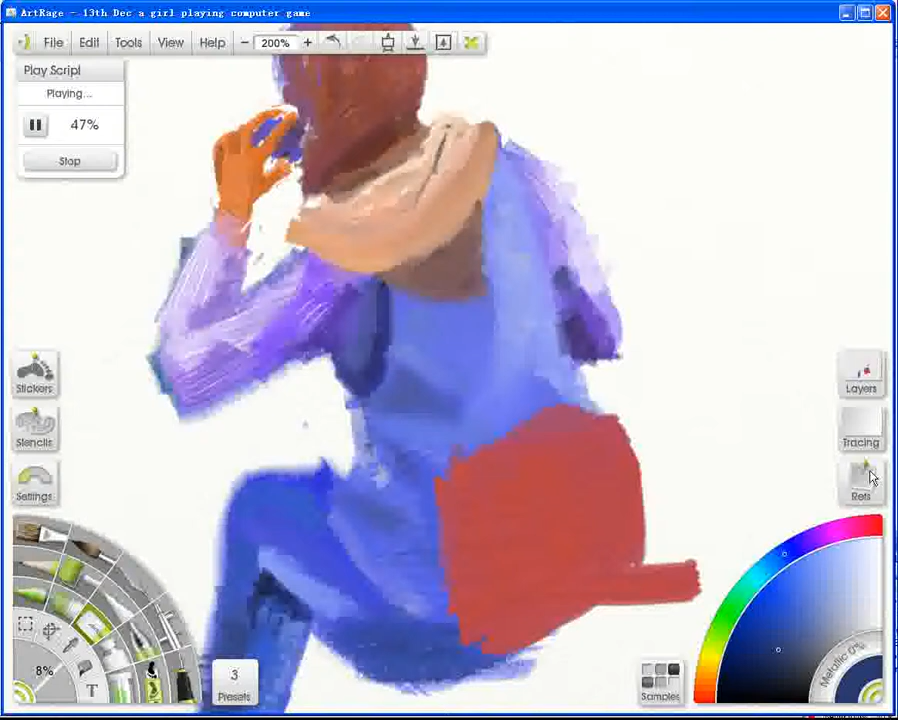 ArtRage - 13th Dec a girl playing computer game
File Edit Tools View Help - 200% +
Play Script
Playing...
47%
Stop
Stickers
Stencils
Settings
Layers
Tracing
Refs
8%
T
3
Presets
Samples
Metallic 0%